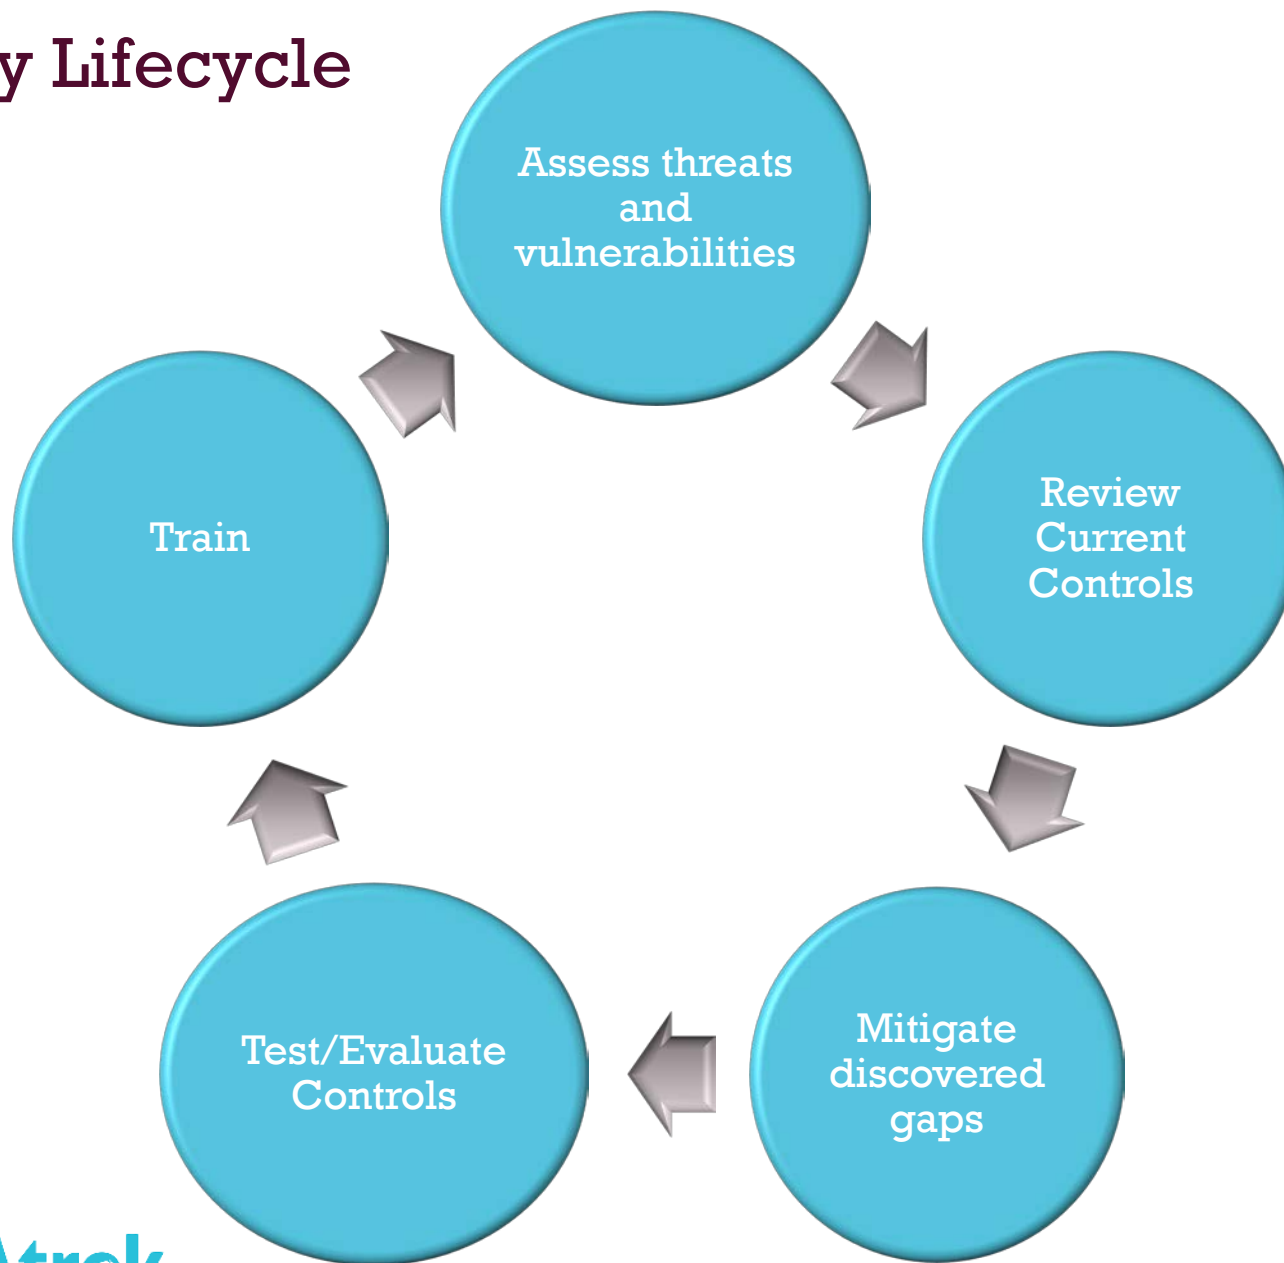 y Lifecycle
Assess threats
and
vulnerabilities
Review
Current
Controls
Mitigate
discovered
gaps
Test/Evaluate
Controls
Train